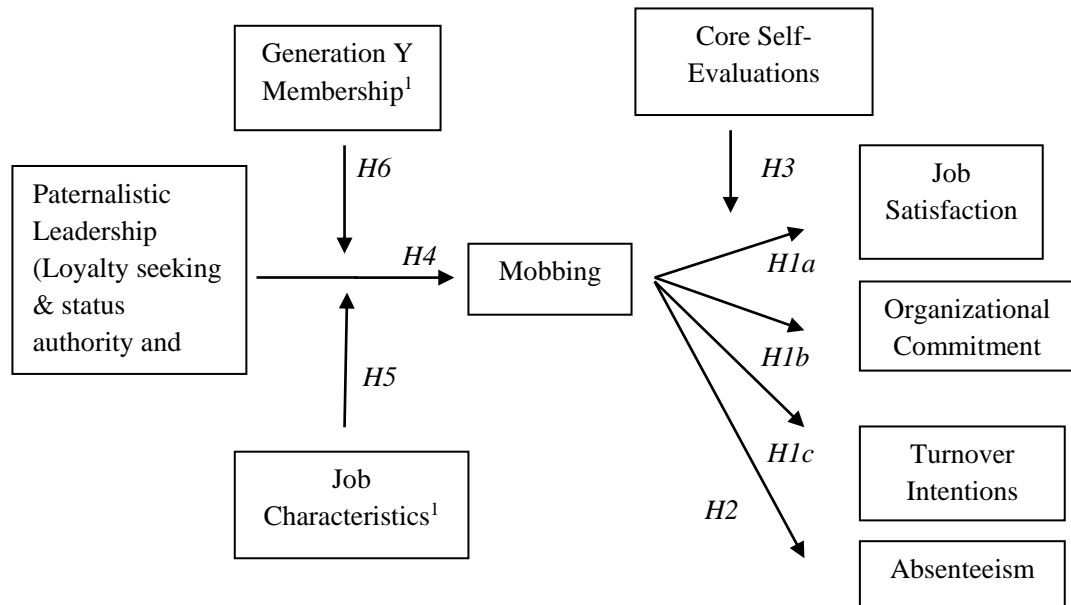 Generation Y
Membership¹
Core Self-
Evaluations
H6
H3
Paternalistic
Leadership
(Loyalty seeking
& status
authority and
H4
Mobbing
Job
Satisfaction
H1a
Organizational
Commitment
H1b
H5
Job
Characteristics¹
H1c
Turnover
Intentions
H2
Absenteeism